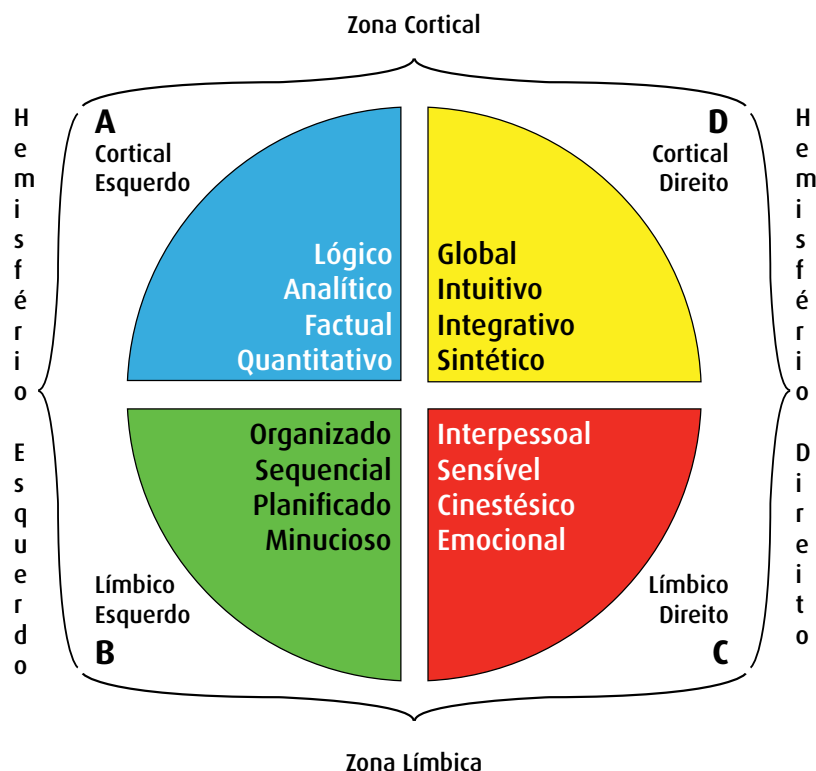 Zona Cortical
Hemisfério Esquerdo
A
Cortical
Esquerdo
Lógico
Analítico
Factual
Quantitativo
D
Cortical
Direito
Global
Intuitivo
Integrativo
Sintético
Hemisfério Direito
Organizado
Sequencial
Planificado
Minucioso
Límbico
Esquerdo
B
Interpessoal
Sensível
Cinestésico
Emocional
Límbico
Direito
C
Zona Límbica